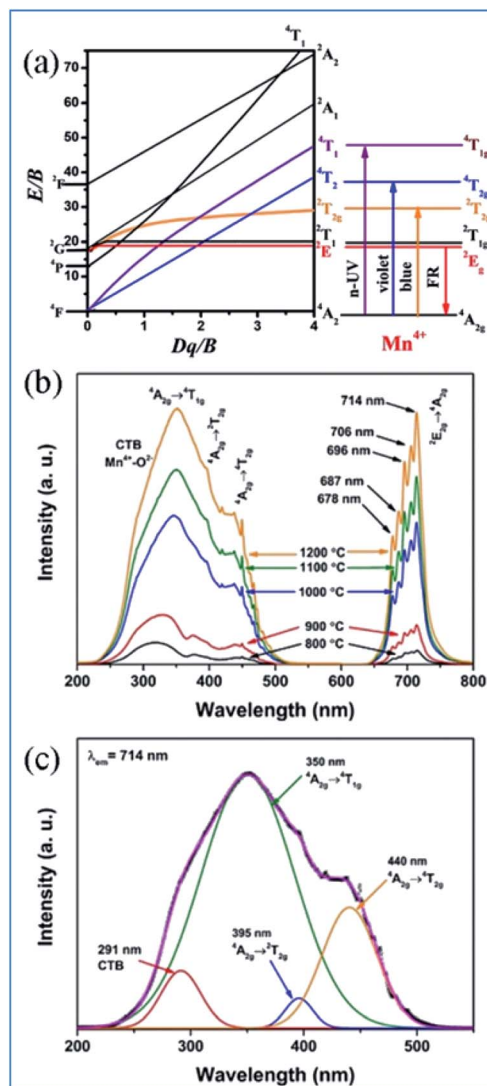 (a)
⁴T₁
²A₂
²A₁
⁴T₁
⁴T₂
²T₂g
²T₁
²E
⁴A₂
E/B
70
60
50
40
30
20
10
0
²F
²G
⁴P
⁴F
0 1 2 3 4
Dq/B
n-UV
violet
blue
FR
⁴T₁g
⁴T₂g
²T₂g
²T₁g
²Eg
⁴A₂g
Mn⁴⁺
(b)
Intensity (a. u.)
⁴A₂g→⁴T₁g
CTB
Mn⁴⁺-O²⁻
⁴A₂g→²T₂g
⁴A₂g→⁴T₂g
714 nm
706 nm
696 nm
687 nm
678 nm
²E₂g→⁴A₂g
1200 °C
1100 °C
1000 °C
900 °C
800 °C
200 300 400 500 600 700 800
Wavelength (nm)
(c)
λem= 714 nm
Intensity (a. u.)
350 nm
⁴A₂g→⁴T₁g
440 nm
⁴A₂g→⁴T₂g
395 nm
⁴A₂g→²T₂g
291 nm
CTB
200 300 400 500
Wavelength (nm)